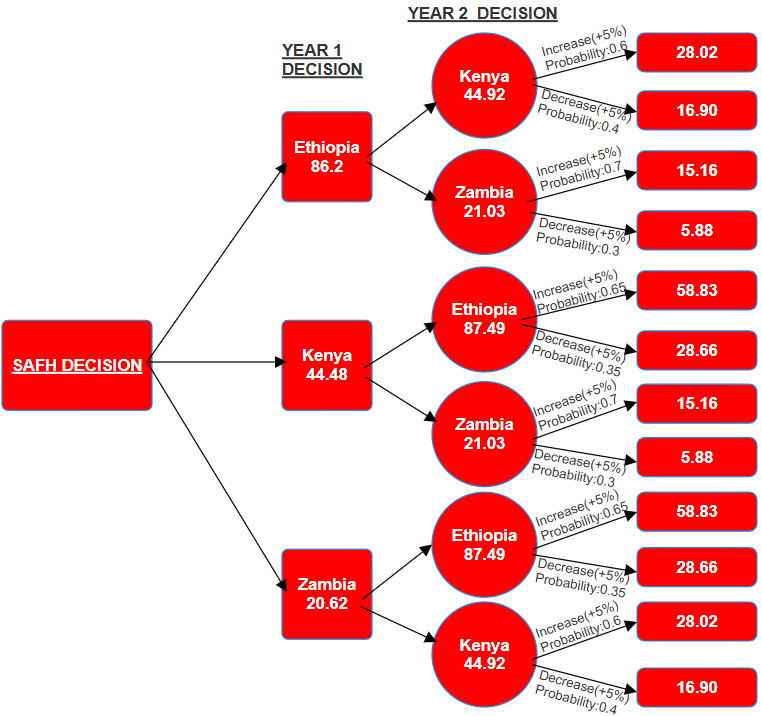 YEAR 2 DECISION
YEAR 1
DECISION
SAFH DECISION
Ethiopia
86.2
Kenya
44.92
Increase(+5%)
Probability:0.6
28.02
Decrease(+5%)
Probability:0.4
16.90
Zambia
21.03
Increase(+5%)
Probability:0.7
15.16
Decrease(+5%)
Probability:0.3
5.88
Kenya
44.48
Ethiopia
87.49
Increase(+5%)
Probability:0.65
58.83
Decrease(+5%)
Probability:0.35
28.66
Zambia
21.03
Increase(+5%)
Probability:0.7
15.16
Decrease(+5%)
Probability:0.3
5.88
Zambia
20.62
Ethiopia
87.49
Increase(+5%)
Probability:0.65
58.83
Decrease(+5%)
Probability:0.35
28.66
Kenya
44.92
Increase(+5%)
Probability:0.6
28.02
Decrease(+5%)
Probability:0.4
16.90